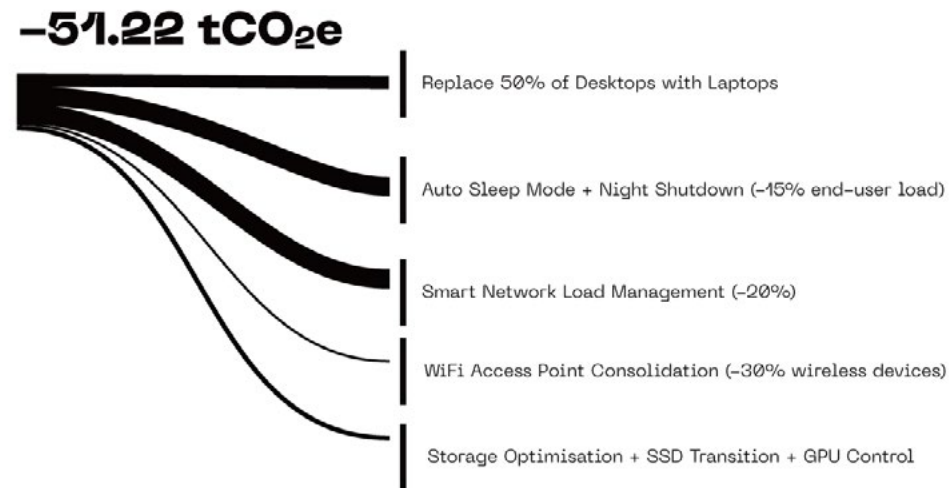 –51.22 tCO₂e
Replace 50% of Desktops with Laptops
Auto Sleep Mode + Night Shutdown (–15% end–user load)
Smart Network Load Management (–20%)
WiFi Access Point Consolidation (–30% wireless devices)
Storage Optimisation + SSD Transition + GPU Control